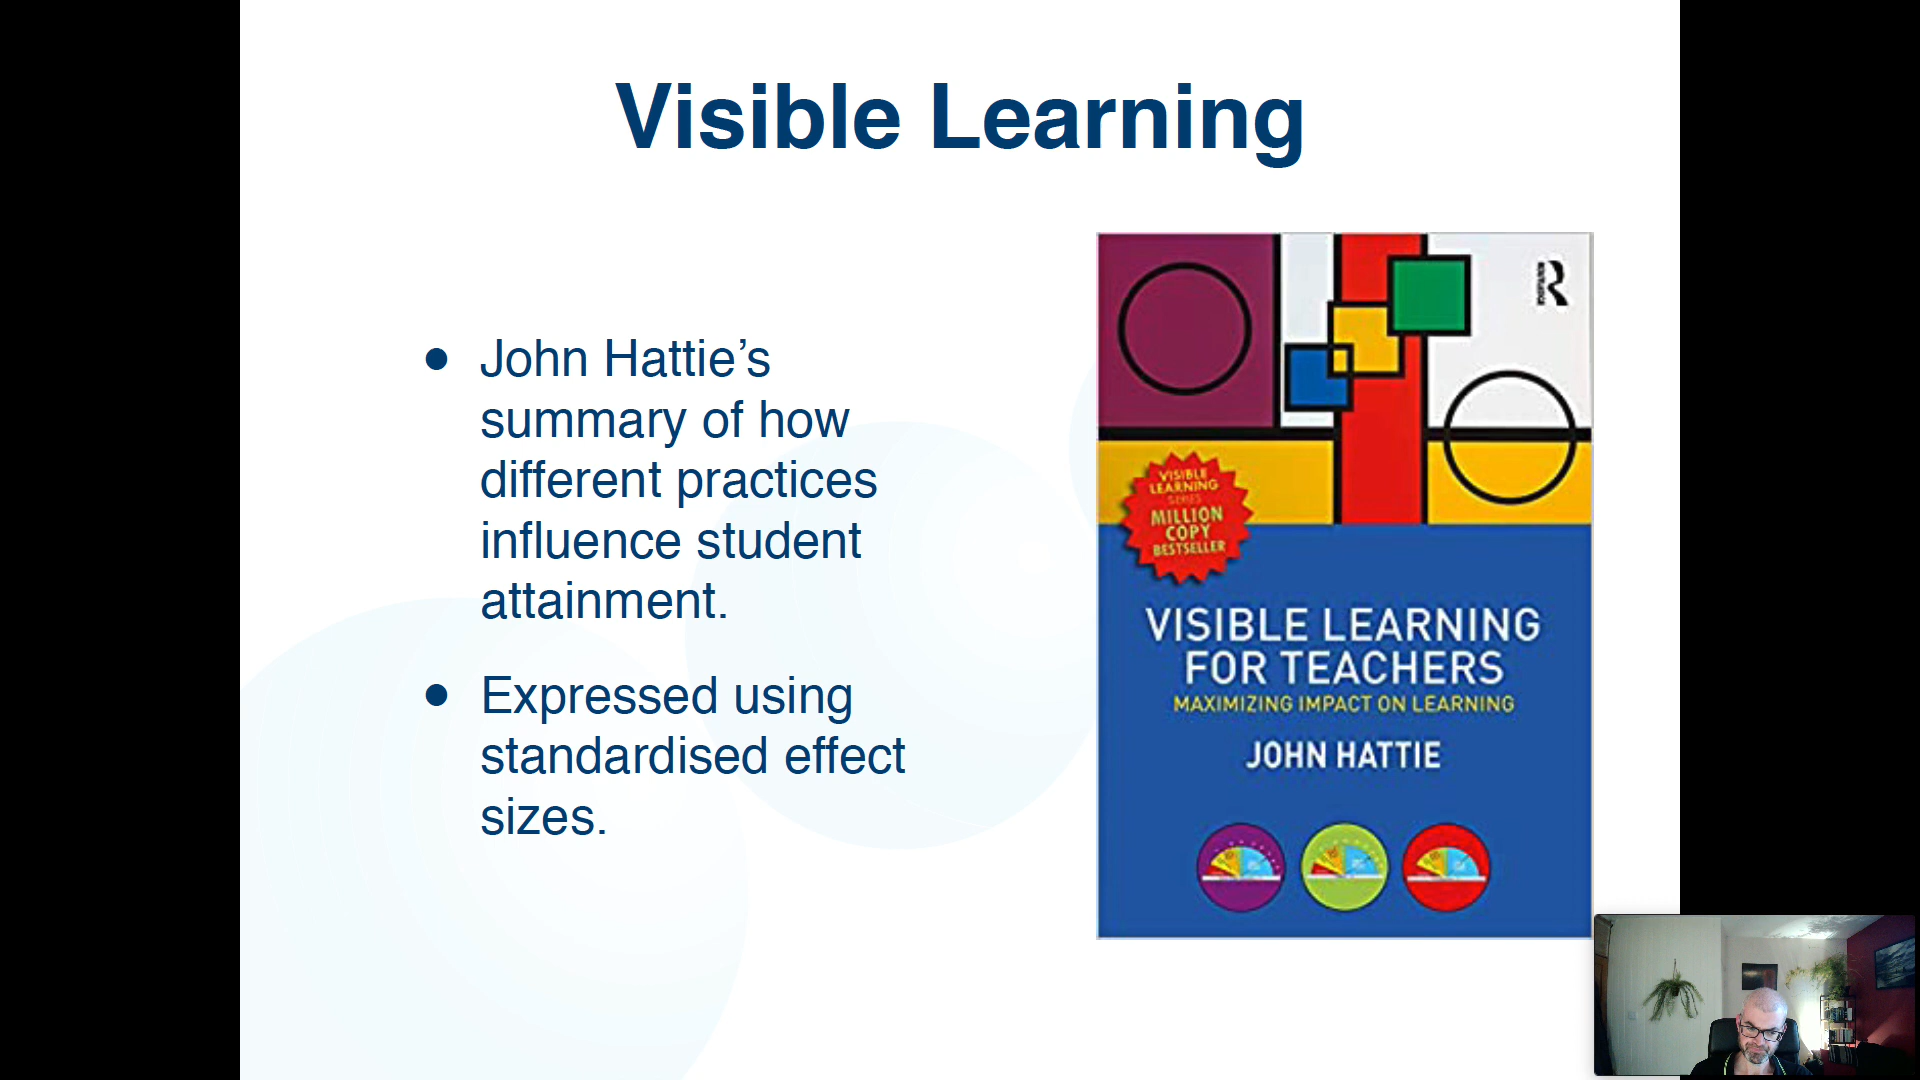 Visible Learning
● John Hattie’s
summary of how
different practices
influence student
attainment.
● Expressed using
standardised effect
sizes.
R
VISIBLE
LEARNING
SERIES
MILLION
COPY
BESTSELLER
VISIBLE LEARNING
FOR TEACHERS
MAXIMIZING IMPACT ON LEARNING
JOHN HATTIE